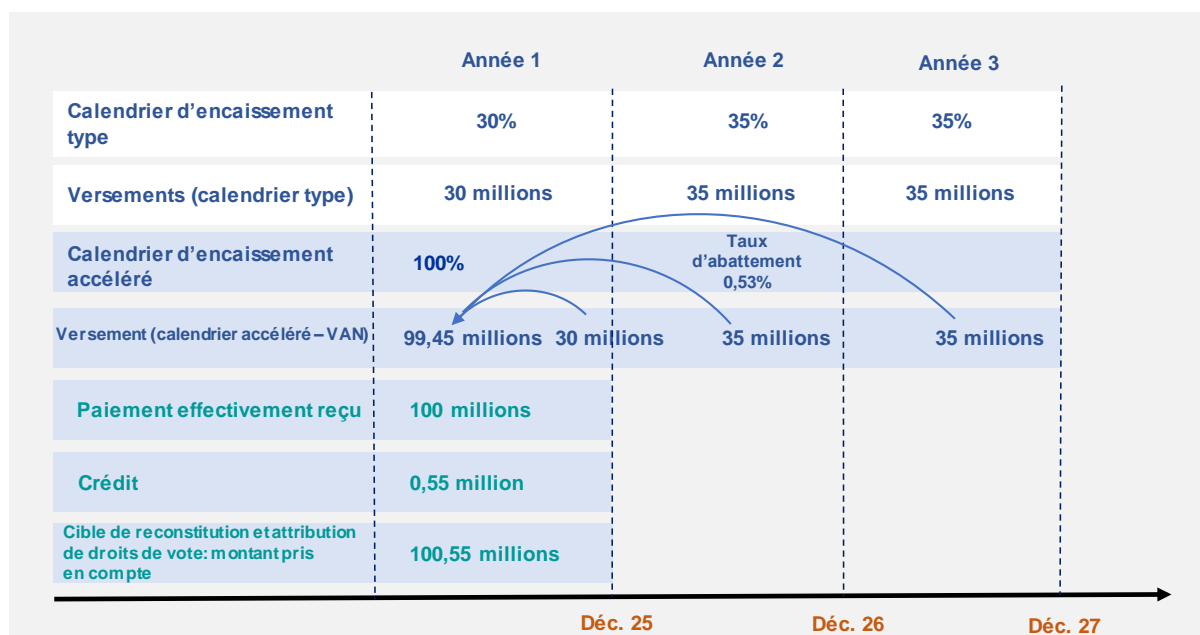 Année 1
Année 2
Année 3
Calendrier d'encaissement
type
30%
35%
35%
Versements (calendrier type)
30 millions
35 millions
35 millions
Calendrier d'encaissement
accéléré
100%
Taux
d'abattement
0,53%
Versement (calendrier accéléré – VAN)
99,45 millions
30 millions
35 millions
35 millions
Paiement effectivement reçu
100 millions
Crédit
0,55 million
Cible de reconstitution et attribution
de droits de vote: montant pris
en compte
100,55 millions
Déc. 25
Déc. 26
Déc. 27